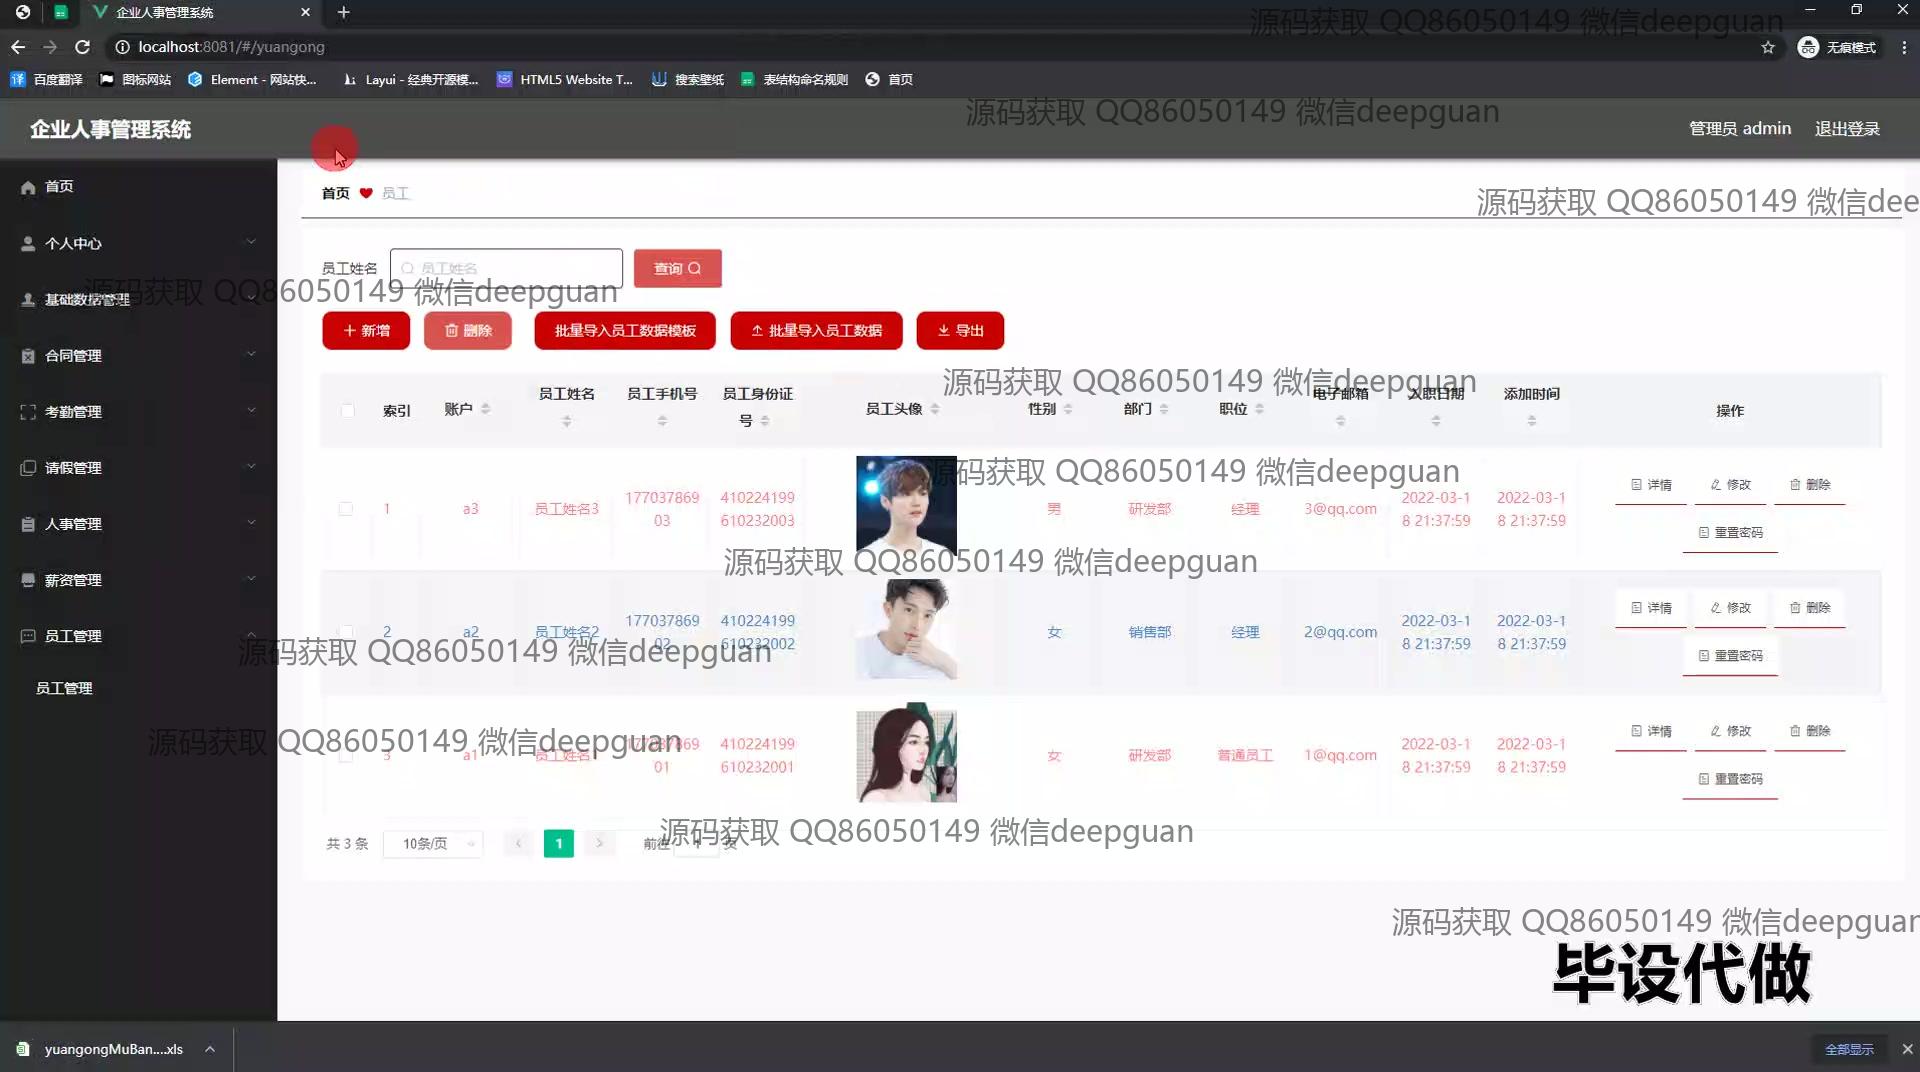 企业人事管理系统
localhost:8081/#/yuangong
无痕模式
百度翻译 图标网站 Element - 网站快... Layui - 经典开源模... HTML5 Website T... 搜索壁纸 表结构命名规则 首页
源码获取 QQ86050149 微信deepguan
源码获取 QQ86050149 微信deepguan
企业人事管理系统
管理员 admin 退出登录
首页
个人中心
基础数据管理
合同管理
考勤管理
请假管理
人事管理
薪资管理
员工管理
员工管理
首页 员工
源码获取 QQ86050149 微信dee
员工姓名 员工姓名 查询
源码获取 QQ86050149 微信deepguan
新增 删除 批量导入员工数据模板 批量导入员工数据 导出
源码获取 QQ86050149 微信deepguan
索引 账户 员工姓名 员工手机号 员工身份证号 员工头像 性别 部门 职位 电子邮箱 入职日期 添加时间 操作
源码获取 QQ86050149 微信deepguan
1 a3 员工姓名3 17703786903 410224199610232003 男 研发部 经理 3@qq.com 2022-03-18 21:37:59 2022-03-18 21:37:59 详情 修改 删除
重置密码
源码获取 QQ86050149 微信deepguan
2 a2 员工姓名2 17703786902 410224199610232002 女 销售部 经理 2@qq.com 2022-03-18 21:37:59 2022-03-18 21:37:59 详情 修改 删除
重置密码
源码获取 QQ86050149 微信deepguan
3 a1 员工姓名1 17703786901 410224199610232001 女 研发部 普通员工 1@qq.com 2022-03-18 21:37:59 2022-03-18 21:37:59 详情 修改 删除
重置密码
源码获取 QQ86050149 微信deepguan
共 3 条 10条/页 1 前往 1 页
源码获取 QQ86050149 微信deepguan
源码获取 QQ86050149 微信deepguan
毕设代做
yuangongMuBan....xls
全部显示